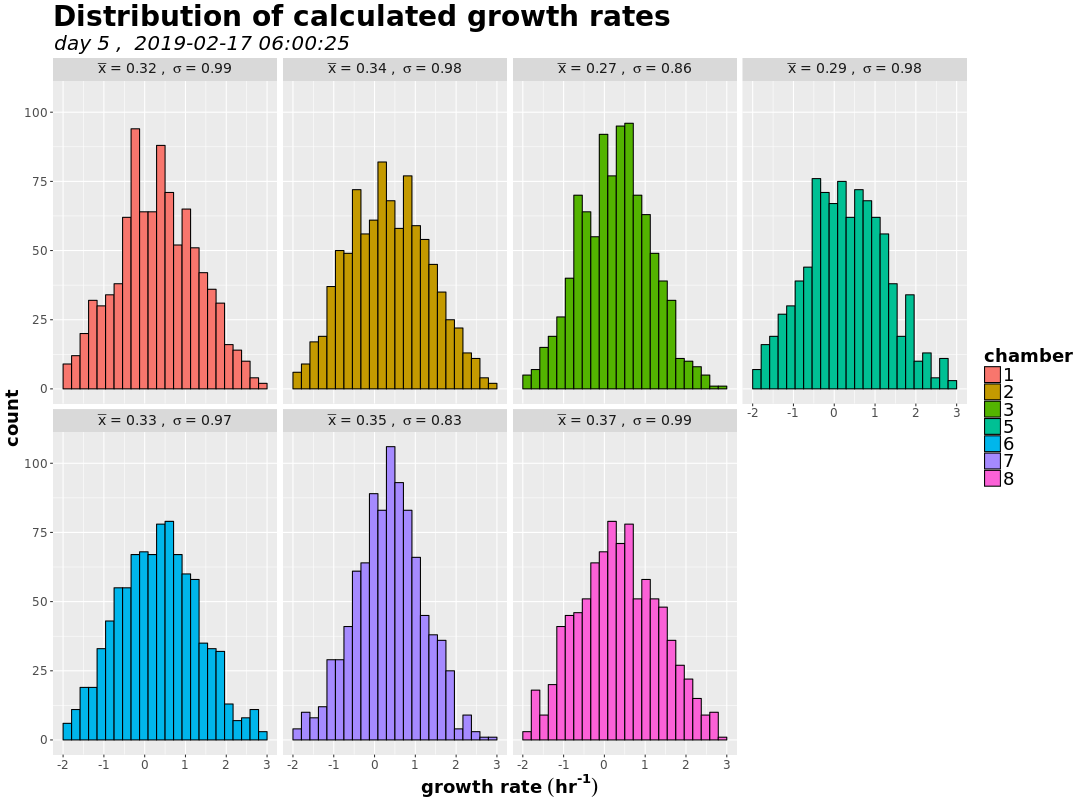 Distribution of calculated growth rates
day 5 , 2019-02-17 06:00:25
x̅ = 0.32 , σ = 0.99
x̅ = 0.34 , σ = 0.98
x̅ = 0.27 , σ = 0.86
x̅ = 0.29 , σ = 0.98
100
75
50
25
0
-2 -1 0 1 2 3
x̅ = 0.33 , σ = 0.97
x̅ = 0.35 , σ = 0.83
x̅ = 0.37 , σ = 0.99
100
75
50
25
0
-2 -1 0 1 2 3
-2 -1 0 1 2 3
-2 -1 0 1 2 3
count
growth rate (hr⁻¹)
chamber
1
2
3
5
6
7
8